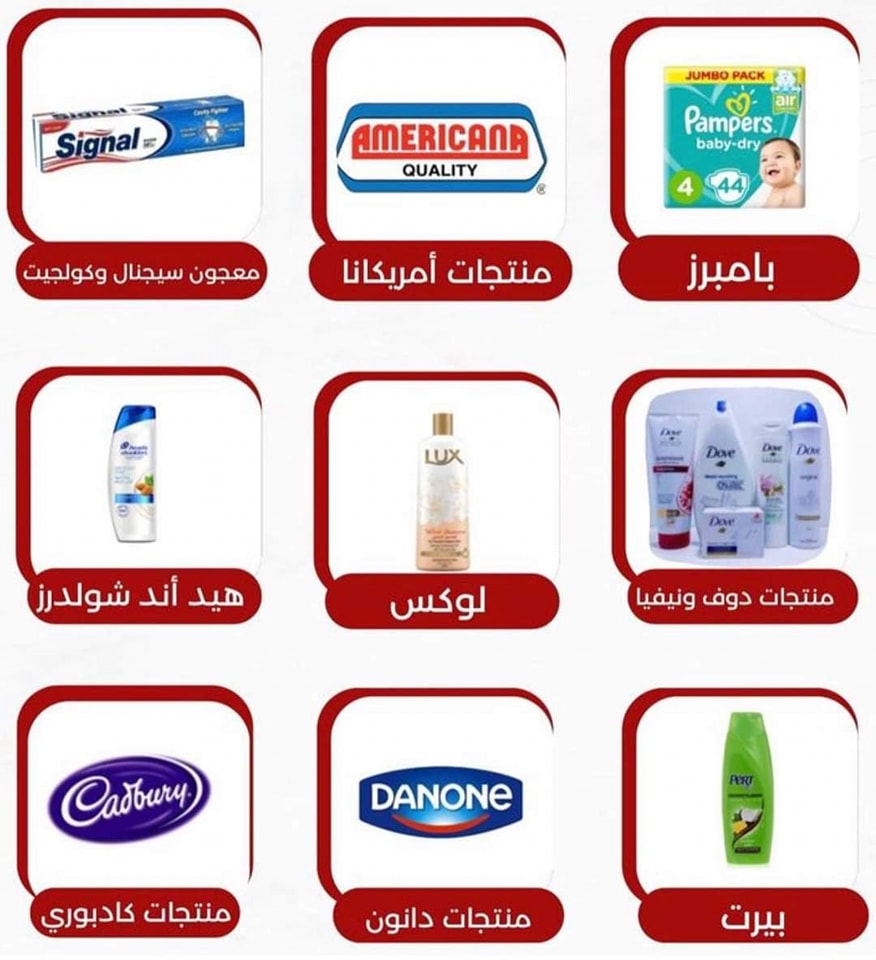 JUMBO PACK
air
Pampers
baby-dry
4
44
بامبرز
AMERICANA
QUALITY
®
منتجات أمريكانا
Signal
Cavity Fighter
Signal
معجون سيجنال وكولجيت
Dove
Dove
Dove
Dove
Dove
منتجات دوف ونيفيا
LUX
لوكس
head & shoulders
هيد أند شولدرز
PERT
بيرت
DANONE
منتجات دانون
Cadbury
منتجات كادبوري